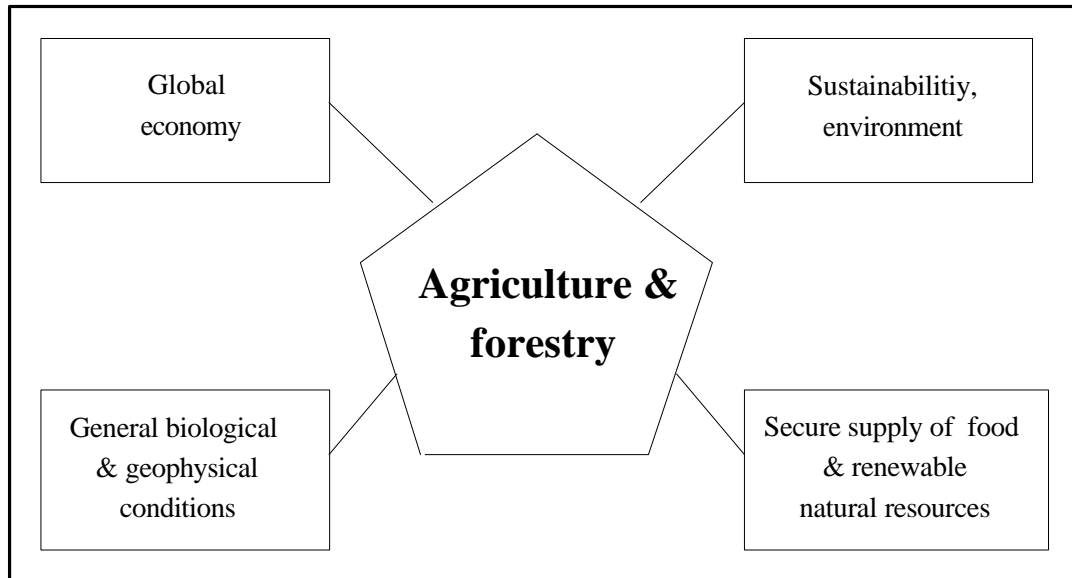 Global
economy
Sustainabilitiy,
environment
Agriculture &
forestry
General biological
& geophysical
conditions
Secure supply of food
& renewable
natural resources